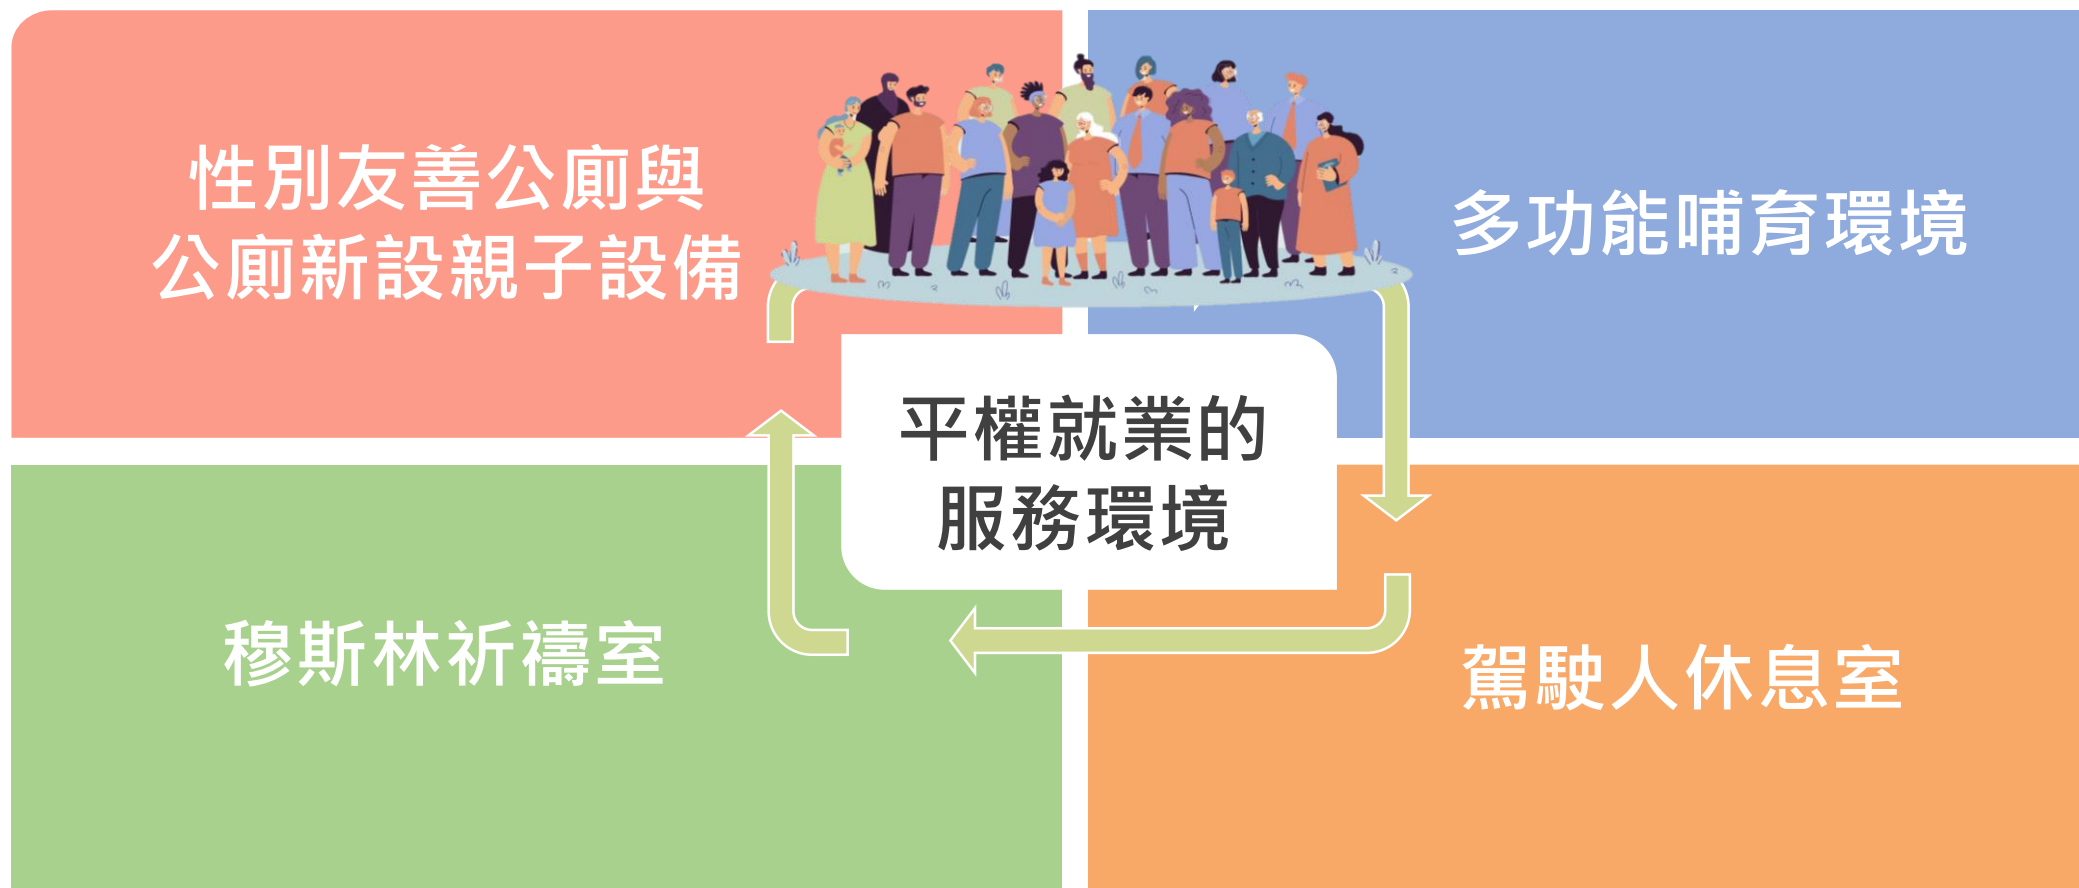 性別友善公廁與
公廁新設親子設備
多功能哺育環境
平權就業的
服務環境
穆斯林祈禱室
駕駛人休息室